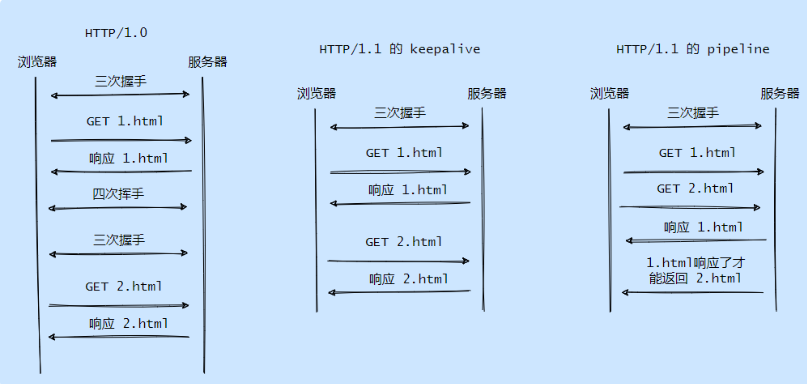 HTTP/1.0
浏览器
服务器
三次握手
GET 1.html
响应 1.html
四次挥手
三次握手
GET 2.html
响应 2.html
HTTP/1.1 的 keepalive
浏览器
服务器
三次握手
GET 1.html
响应 1.html
GET 2.html
响应 2.html
HTTP/1.1 的 pipeline
浏览器
服务器
三次握手
GET 1.html
GET 2.html
响应 1.html
1.html响应了才
能返回 2.html